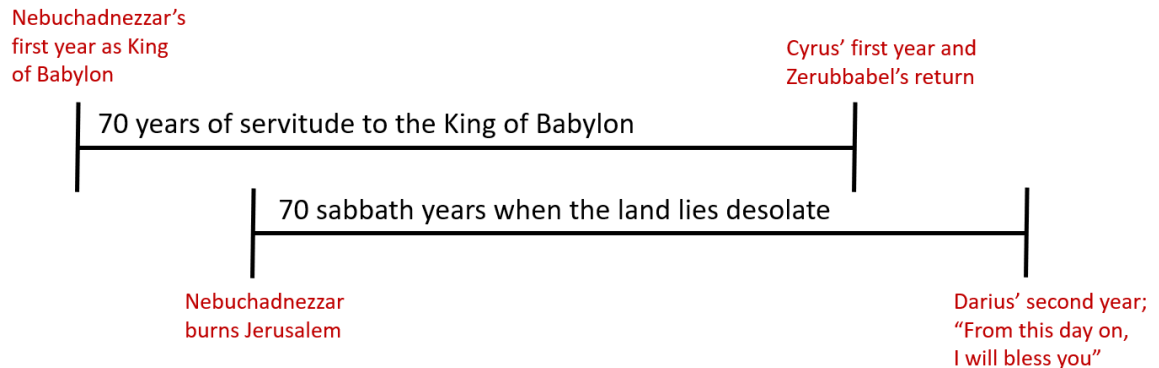 Nebuchadnezzar's
first year as King
of Babylon
Cyrus' first year and
Zerubbabel's return
70 years of servitude to the King of Babylon
70 sabbath years when the land lies desolate
Nebuchadnezzar
burns Jerusalem
Darius' second year;
“From this day on,
I will bless you”